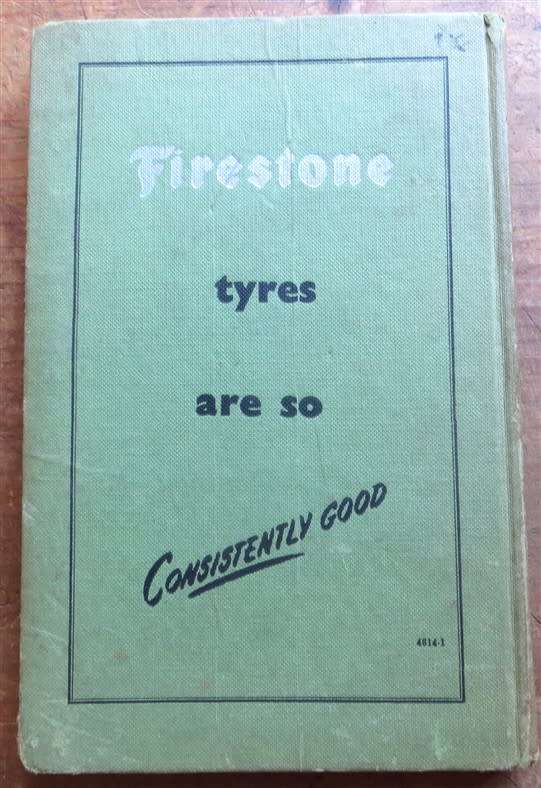 Firestone
tyres
are so
CONSISTENTLY GOOD
4614-1